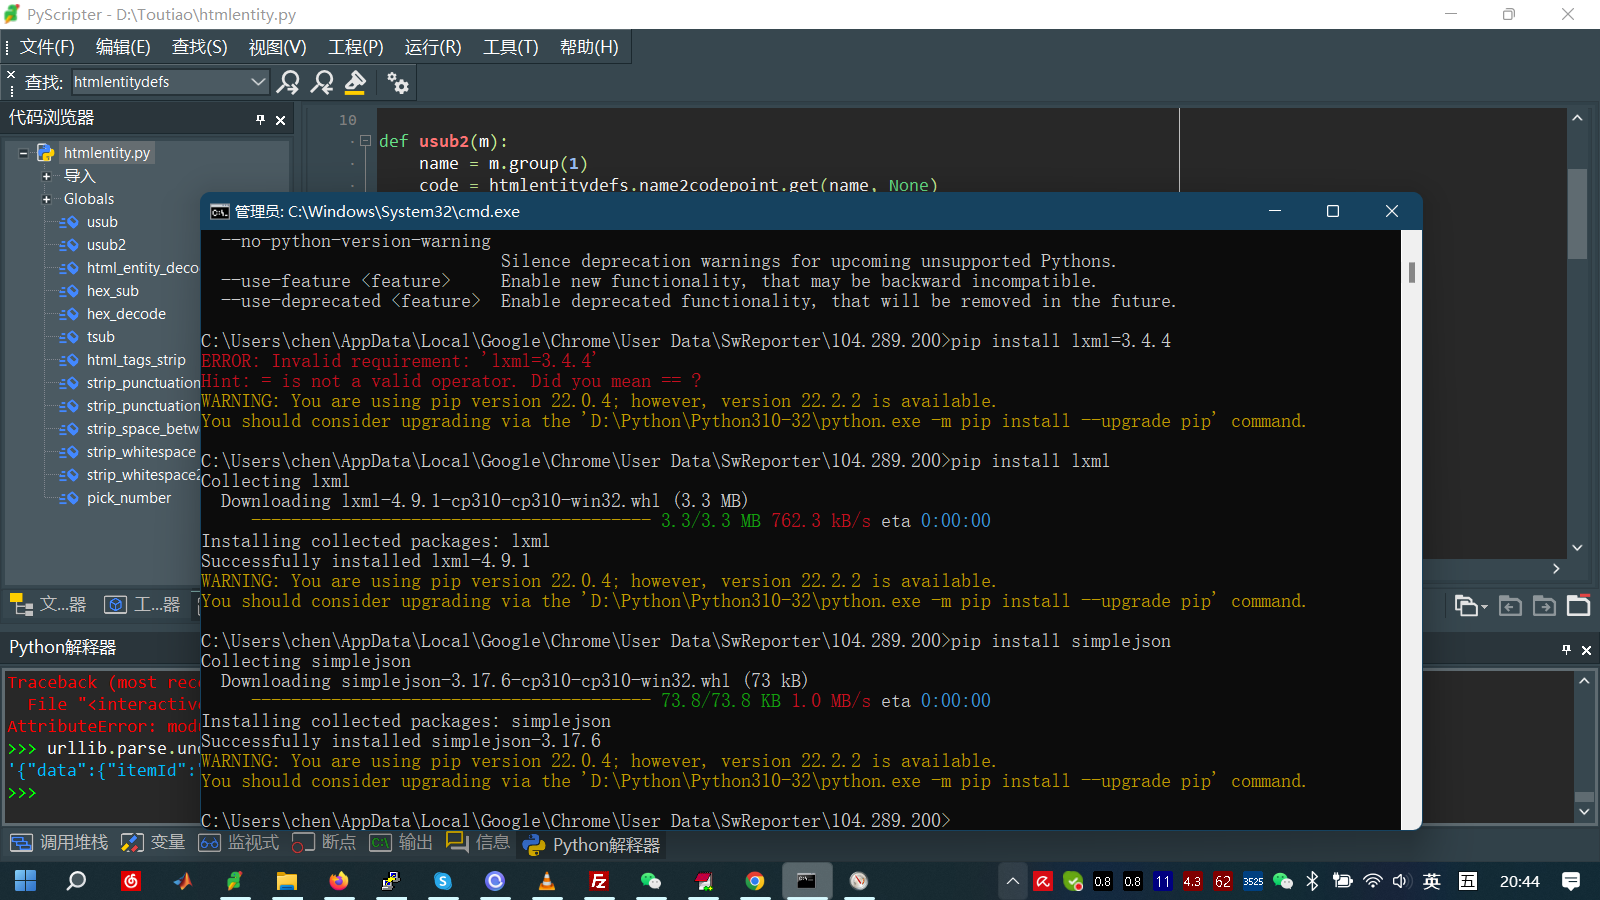 PyScripter - D:\Toutiao\htmlentity.py
文件(F) 编辑(E) 查找(S) 视图(V) 工程(P) 运行(R) 工具(T) 帮助(H)
查找: htmlentitydefs
代码浏览器
htmlentity.py
导入
Globals
usub
usub2
html_entity_deco
hex_sub
hex_decode
tsub
html_tags_strip
strip_punctuation
strip_punctuation
strip_space_betw
strip_whitespace
strip_whitespace2
pick_number
文...器 工...器
10
def usub2(m):
name = m.group(1)
code = htmlentitydefs.name2codepoint.get(name, None)
管理员: C:\Windows\System32\cmd.exe
--no-python-version-warning
Silence deprecation warnings for upcoming unsupported Pythons.
--use-feature <feature> Enable new functionality, that may be backward incompatible.
--use-deprecated <feature> Enable deprecated functionality, that will be removed in the future.
C:\Users\chen\AppData\Local\Google\Chrome\User Data\SwReporter\104.289.200>pip install lxml=3.4.4
ERROR: Invalid requirement: 'lxml=3.4.4'
Hint: = is not a valid operator. Did you mean == ?
WARNING: You are using pip version 22.0.4; however, version 22.2.2 is available.
You should consider upgrading via the 'D:\Python\Python310-32\python.exe -m pip install --upgrade pip' command.
C:\Users\chen\AppData\Local\Google\Chrome\User Data\SwReporter\104.289.200>pip install lxml
Collecting lxml
Downloading lxml-4.9.1-cp310-cp310-win32.whl (3.3 MB)
---------------------------------------- 3.3/3.3 MB 762.3 kB/s eta 0:00:00
Installing collected packages: lxml
Successfully installed lxml-4.9.1
WARNING: You are using pip version 22.0.4; however, version 22.2.2 is available.
You should consider upgrading via the 'D:\Python\Python310-32\python.exe -m pip install --upgrade pip' command.
C:\Users\chen\AppData\Local\Google\Chrome\User Data\SwReporter\104.289.200>pip install simplejson
Collecting simplejson
Downloading simplejson-3.17.6-cp310-cp310-win32.whl (73 kB)
---------------------------------------- 73.8/73.8 KB 1.0 MB/s eta 0:00:00
Installing collected packages: simplejson
Successfully installed simplejson-3.17.6
WARNING: You are using pip version 22.0.4; however, version 22.2.2 is available.
You should consider upgrading via the 'D:\Python\Python310-32\python.exe -m pip install --upgrade pip' command.
C:\Users\chen\AppData\Local\Google\Chrome\User Data\SwReporter\104.289.200>
Python解释器
Traceback (most rec
File "<interactive
AttributeError: mod
>>> urllib.parse.un
'{"data":{"itemId":
>>>
调用堆栈 变量 监视式 断点 输出 信息 Python解释器
0.8 0.8 11 4.3 62 3525 英 五 20:44